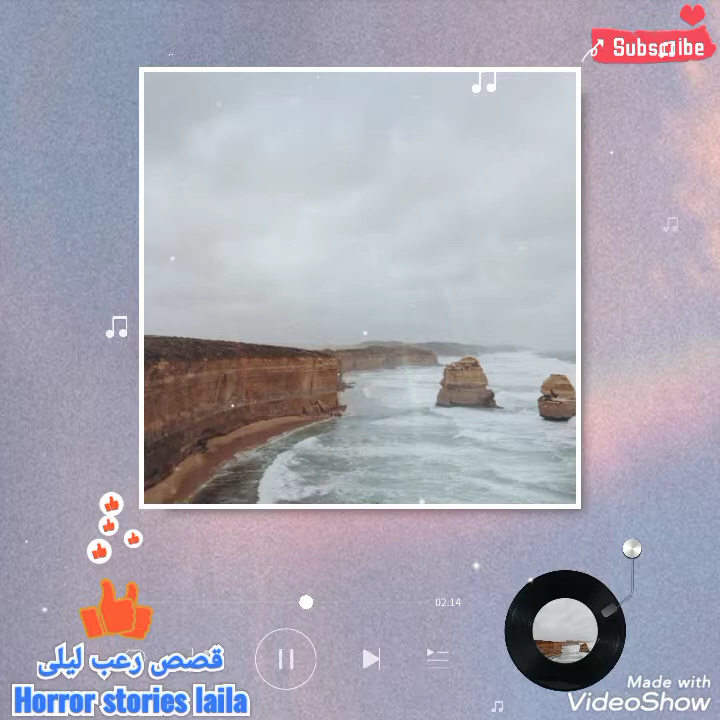 Subscribe
02.14
قصص رعب ليلى
Horror stories laila
Made with
VideoShow